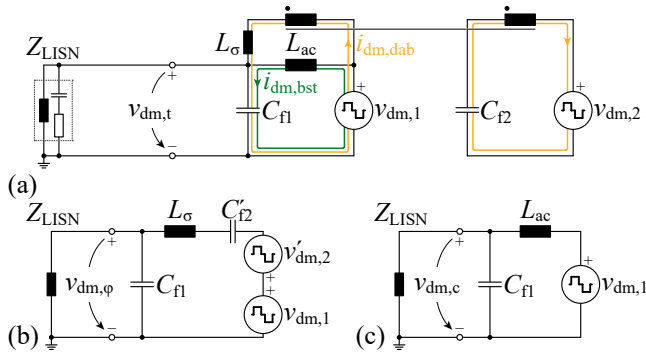 Z_LISN
L_σ
L_ac
i_dm,dab
+
v_dm,t
−
i_dm,bst
C_f1
+
v_dm,1
C_f2
+
v_dm,2
(a)
Z_LISN
+
v_dm,φ
−
L_σ
C′_f2
C_f1
v′_dm,2
+
+
v_dm,1
(b)
Z_LISN
+
v_dm,c
−
L_ac
C_f1
+
v_dm,1
(c)